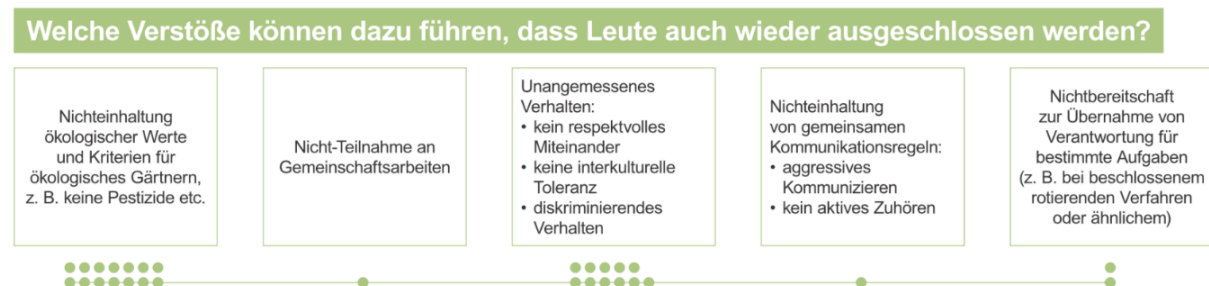 Welche Verstöße können dazu führen, dass Leute auch wieder ausgeschlossen werden?
Nichteinhaltung
ökologischer Werte
und Kriterien für
ökologisches Gärtnern,
z. B. keine Pestizide etc.
Nicht-Teilnahme an
Gemeinschaftsarbeiten
Unangemessenes
Verhalten:
• kein respektvolles
Miteinander
• keine interkulturelle
Toleranz
• diskriminierendes
Verhalten
Nichteinhaltung
von gemeinsamen
Kommunikationsregeln:
• aggressives
Kommunizieren
• kein aktives Zuhören
Nichtbereitschaft
zur Übernahme von
Verantwortung für
bestimmte Aufgaben
(z. B. bei beschlossenem
rotierenden Verfahren
oder ähnlichem)